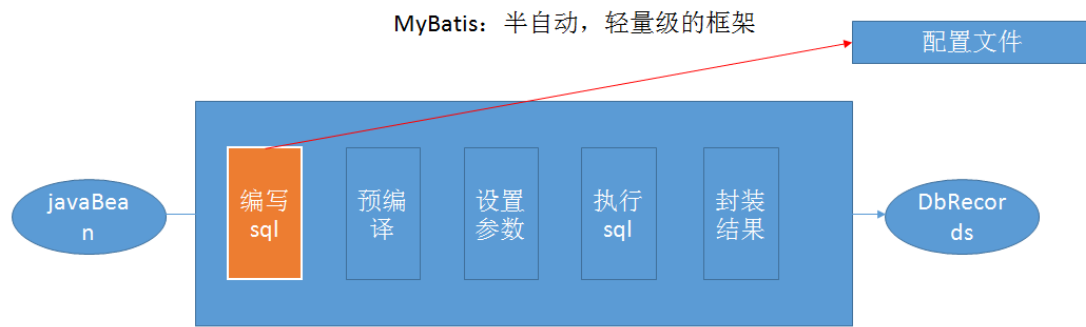 MyBatis：半自动，轻量级的框架
配置文件
javaBea
n
编写
sql
预编
译
设置
参数
执行
sql
封装
结果
DbRecor
ds